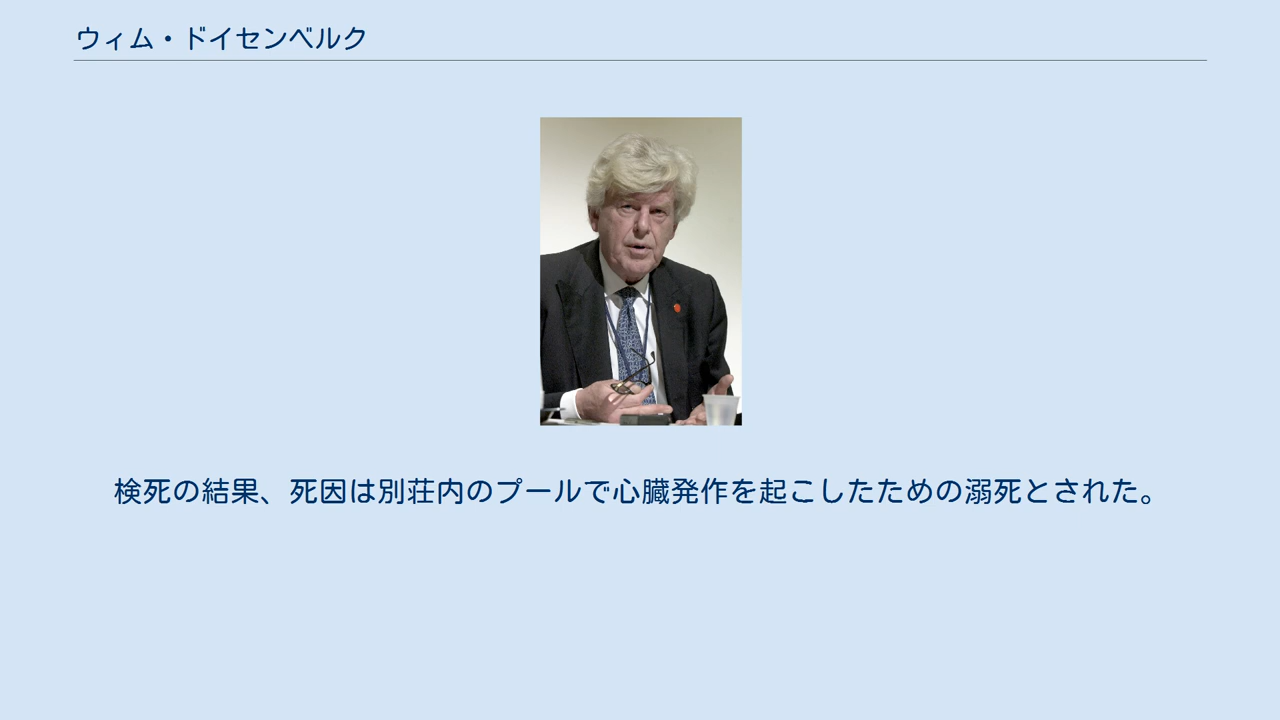 ウィム・ドイセンベルク
検死の結果、死因は別荘内のプールで心臓発作を起こしたための溺死とされた。